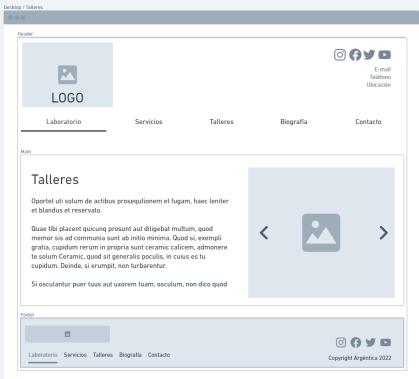 Desktop / Talleres
Header
LOGO
E-mail
Teléfono
Ubicación
Laboratorio Servicios Talleres Biografía Contacto
Main
Talleres
Oportet uti solum de actibus prosequtionem et fugam, haec leniter
et blandus et reservato.
Quae tibi placent quicunq prosunt aut diligebat multum, quod
memor sis ad communia sunt ab initio minima. Quod si, exempli
gratia, cupidum rerum in propria sunt ceramic calicem, admonere
te solum Ceramic, quod sit generalis poculis, in cuius es tu
cupidum. Deinde, si erumpit, non turbarentur.
Si osculantur puer tuus aut uxorem tuam, osculum, non dico quod
Footer
Laboratorio Servicios Talleres Biografía Contacto
Copyright Argéntica 2022